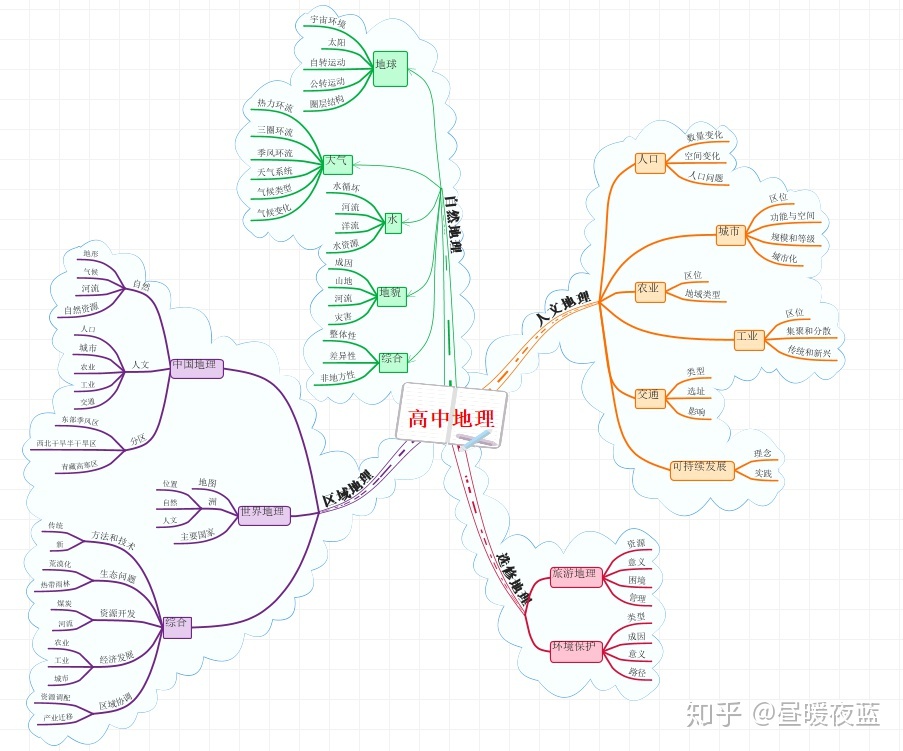 高中地理
自然地理
地球
宇宙环境
太阳
自转运动
公转运动
圈层结构
大气
热力环流
三圈环流
季风环流
天气系统
气候类型
气候变化
水
水循环
河流
洋流
水资源
地貌
成因
山地
河流
灾害
综合
整体性
差异性
非地方性
人文地理
人口
数量变化
空间变化
人口问题
城市
区位
功能与空间
规模和等级
城市化
农业
区位
地域类型
工业
区位
集聚和分散
传统和新兴
交通
类型
选址
影响
可持续发展
理念
实践
区域地理
中国地理
自然
地形
气候
河流
自然资源
人文
人口
城市
农业
工业
交通
分区
东部季风区
西北干旱半干旱区
青藏高寒区
世界地理
地图
洲
位置
自然
人文
主要国家
综合
方法和技术
传统
新
生态问题
荒漠化
热带雨林
资源开发
煤炭
河流
经济发展
农业
工业
城市
区域协调
资源调配
产业迁移
选修地理
旅游地理
资源
意义
困境
管理
环境保护
类型
成因
意义
路径
知乎 @昼暖夜蓝